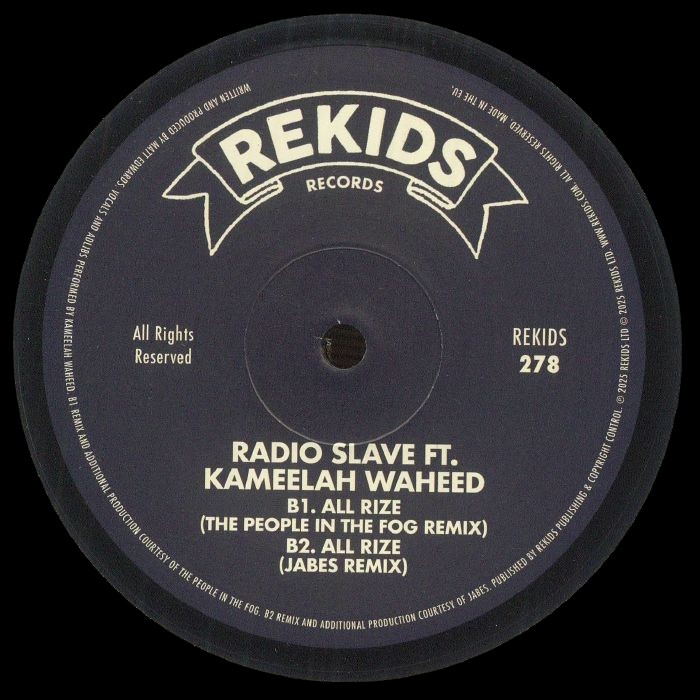 REKIDS
RECORDS
All Rights
Reserved
REKIDS
278
RADIO SLAVE FT.
KAMEELAH WAHEED
B1. ALL RIZE
(THE PEOPLE IN THE FOG REMIX)
B2. ALL RIZE
(JABES REMIX)
WRITTEN AND PRODUCED BY MATT EDWARDS. VOCALS AND ADLIBS PERFORMED BY KAMEELAH WAHEED. B1 REMIX AND ADDITIONAL PRODUCTION COURTESY OF THE PEOPLE IN THE FOG. B2 REMIX AND ADDITIONAL PRODUCTION COURTESY OF JABES. PUBLISHED BY REKIDS PUBLISHING & COPYRIGHT CONTROL. ℗ 2025 REKIDS LTD © 2025 REKIDS LTD. WWW.REKIDS.COM. ALL RIGHTS RESERVED. MADE IN THE EU.